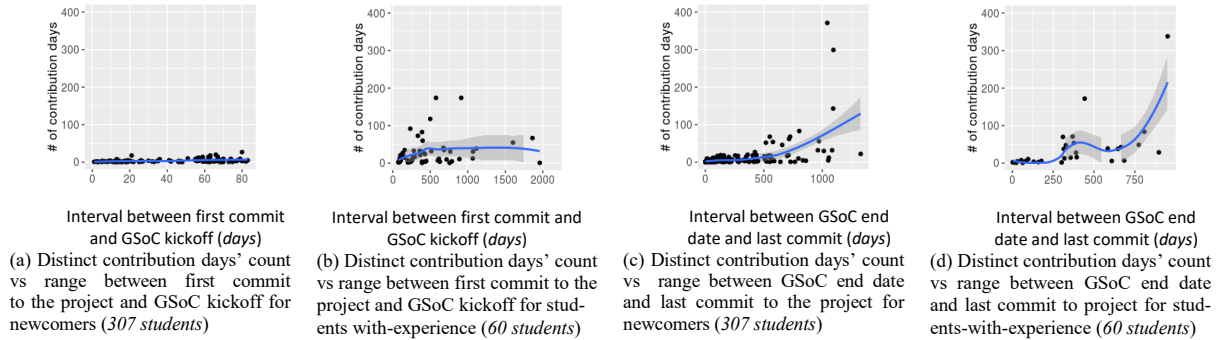 # of contribution days
400
300
200
100
0
0 20 40 60 80
Interval between first commit
and GSoC kickoff (days)
(a) Distinct contribution days' count
vs range between first commit
to the project and GSoC kickoff for
newcomers (307 students)
# of contribution days
400
300
200
100
0
0 500 1000 1500 2000
Interval between first commit and
GSoC kickoff (days)
(b) Distinct contribution days' count
vs range between first commit to the
project and GSoC kickoff for stud-
ents with-experience (60 students)
# of contribution days
400
300
200
100
0
0 500 1000
Interval between GSoC end
date and last commit (days)
(c) Distinct contribution days' count
vs range between GSoC end date
and last commit to the project for
newcomers (307 students)
# of contribution days
400
300
200
100
0
0 250 500 750
Interval between GSoC end
date and last commit (days)
(d) Distinct contribution days' count
vs range between GSoC end date
and last commit to project for stud-
ents-with-experience (60 students)